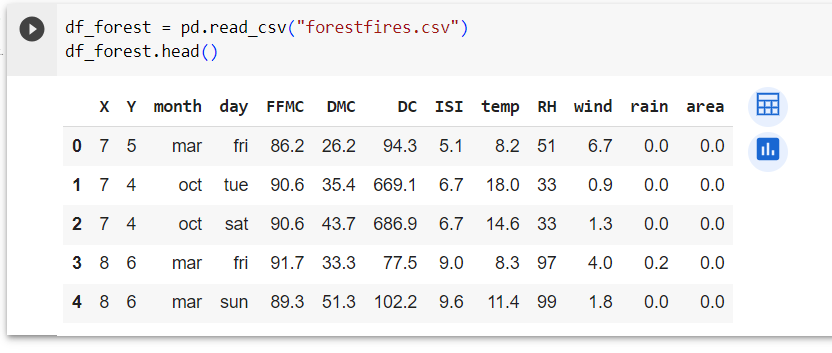 df_forest = pd.read_csv("forestfires.csv")
df_forest.head()
X Y month day FFMC DMC DC ISI temp RH wind rain area
0 7 5 mar fri 86.2 26.2 94.3 5.1 8.2 51 6.7 0.0 0.0
1 7 4 oct tue 90.6 35.4 669.1 6.7 18.0 33 0.9 0.0 0.0
2 7 4 oct sat 90.6 43.7 686.9 6.7 14.6 33 1.3 0.0 0.0
3 8 6 mar fri 91.7 33.3 77.5 9.0 8.3 97 4.0 0.2 0.0
4 8 6 mar sun 89.3 51.3 102.2 9.6 11.4 99 1.8 0.0 0.0